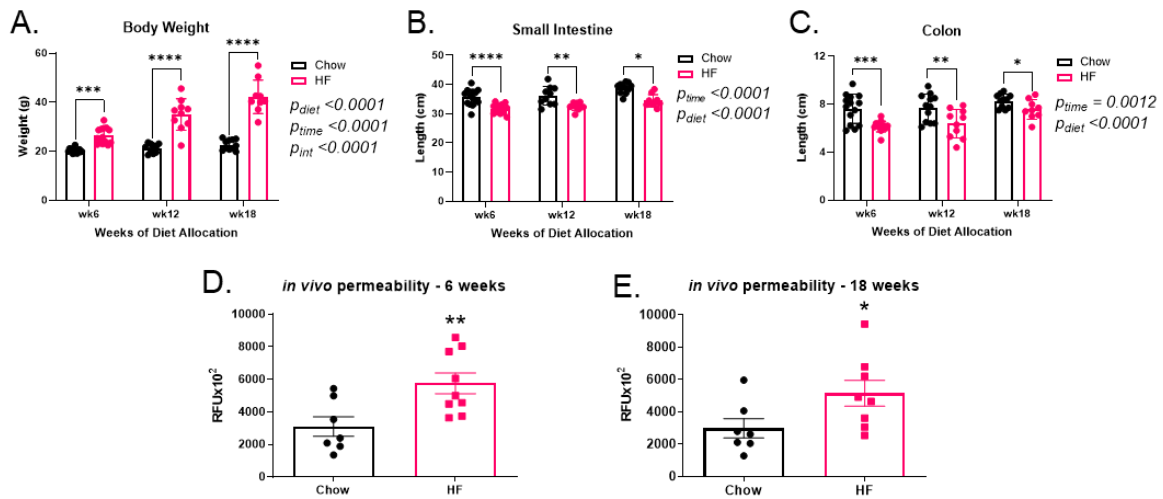 A.
Body Weight
Weight (g)
60
40
20
0
***
****
****
wk6
wk12
wk18
Weeks of Diet Allocation
Chow
HF
pdiet <0.0001
ptime <0.0001
pint <0.0001
B.
Small Intestine
Length (cm)
50
40
30
20
10
0
****
**
*
wk6
wk12
wk18
Weeks of Diet Allocation
Chow
HF
ptime <0.0001
pdiet <0.0001
C.
Colon
Length (cm)
12
9
6
3
0
***
**
*
wk6
wk12
wk18
Weeks of Diet Allocation
Chow
HF
ptime = 0.0012
pdiet <0.0001
D.
in vivo permeability - 6 weeks
RFUx10²
10000
8000
6000
4000
2000
0
**
Chow
HF
E.
in vivo permeability - 18 weeks
RFUx10²
10000
8000
6000
4000
2000
0
*
Chow
HF